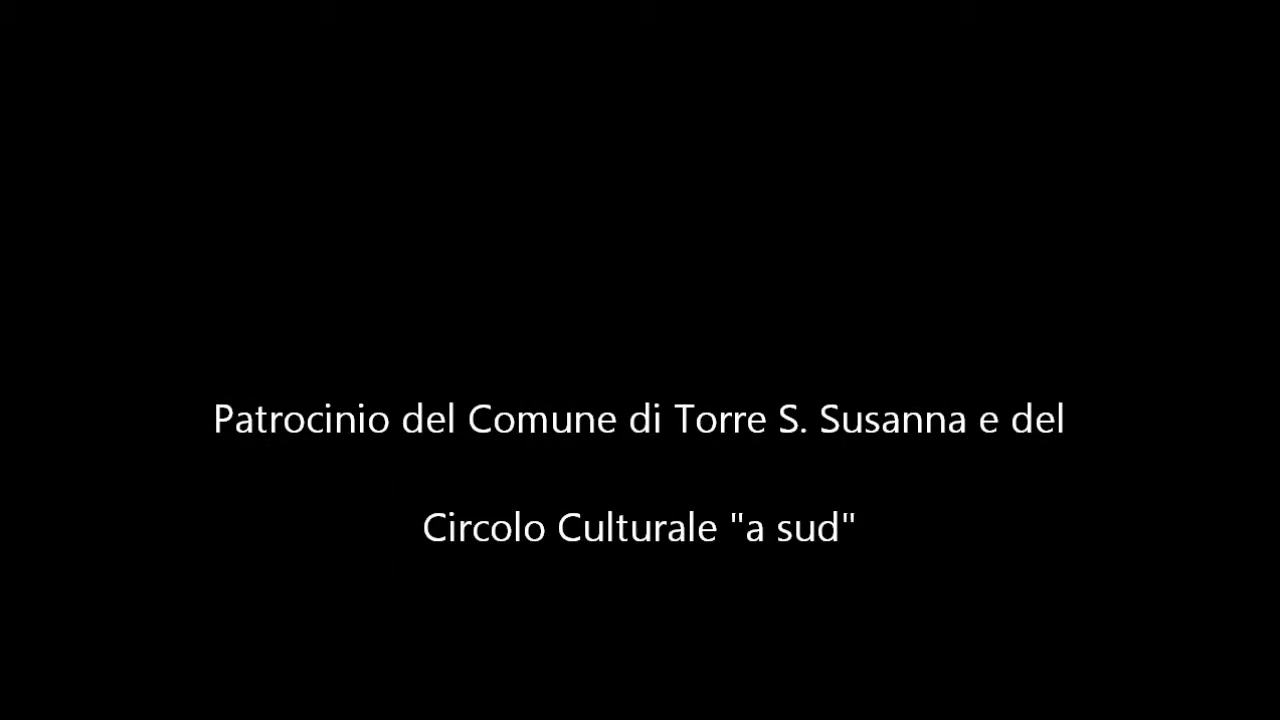 Patrocinio del Comune di Torre S. Susanna e del
Circolo Culturale "a sud"